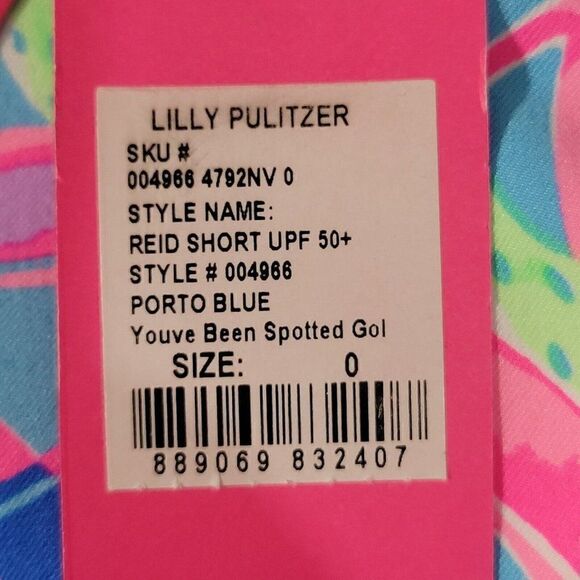 LILLY PULITZER
SKU #
004966 4792NV 0
STYLE NAME:
REID SHORT UPF 50+
STYLE # 004966
PORTO BLUE
Youve Been Spotted Gol
SIZE: 0
889069 832407